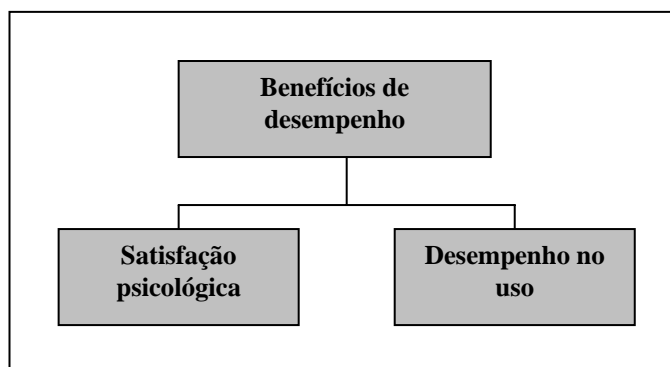 Benefícios de
desempenho
Satisfação
psicológica
Desempenho no
uso